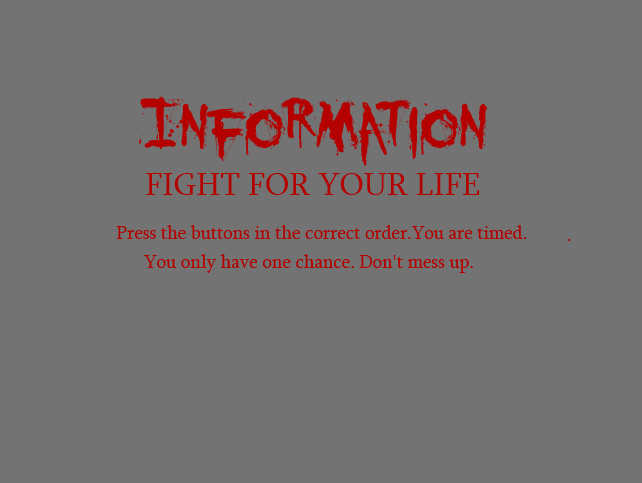 INFORMATION
FIGHT FOR YOUR LIFE
Press the buttons in the correct order.You are timed. .
You only have one chance. Don't mess up.